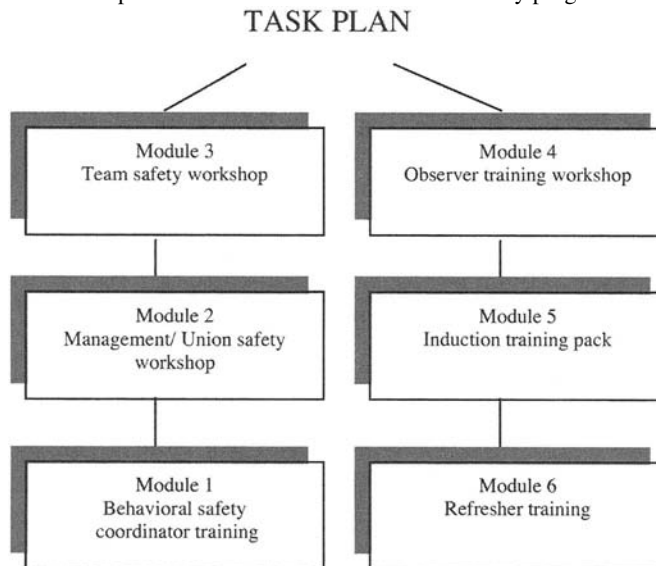 TASK PLAN
Module 3
Team safety workshop
Module 4
Observer training workshop
Module 2
Management/ Union safety
workshop
Module 5
Induction training pack
Module 1
Behavioral safety
coordinator training
Module 6
Refresher training